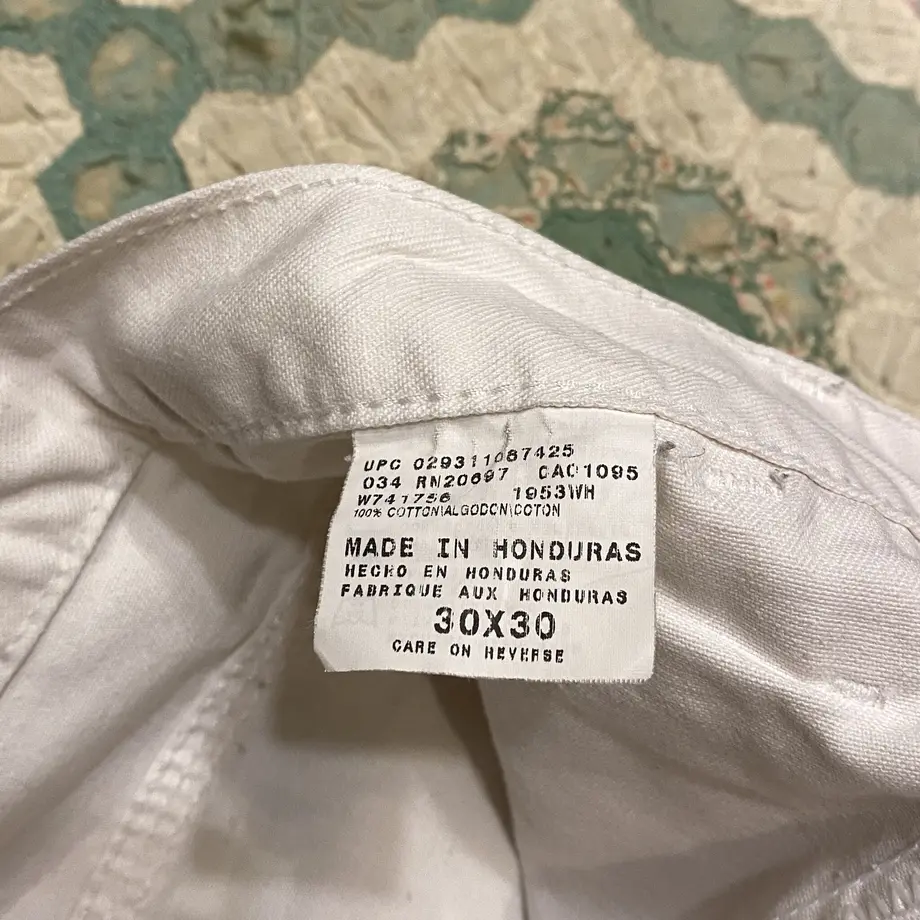 UPC 029311087425
034 RN20697 CAC1095
W741756 1953WH
100% COTTON\ALGODON\COTON
MADE IN HONDURAS
HECHO EN HONDURAS
FABRIQUE AUX HONDURAS
30X30
CARE ON REVERSE